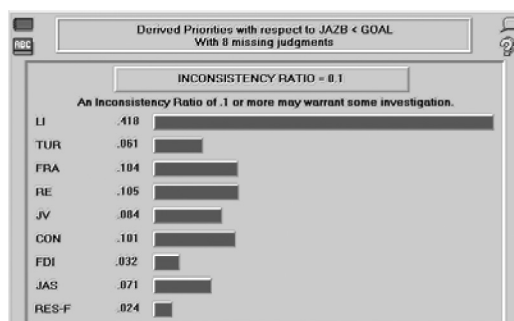 Derived Priorities with respect to JAZB < GOAL
With 8 missing judgments
ABC
INCONSISTENCY RATIO = 0.1
An Inconsistency Ratio of .1 or more may warrant some investigation.
LI .418
TUR .061
FRA .104
RE .105
JV .084
CON .101
FDI .032
JAS .071
RES-F .024